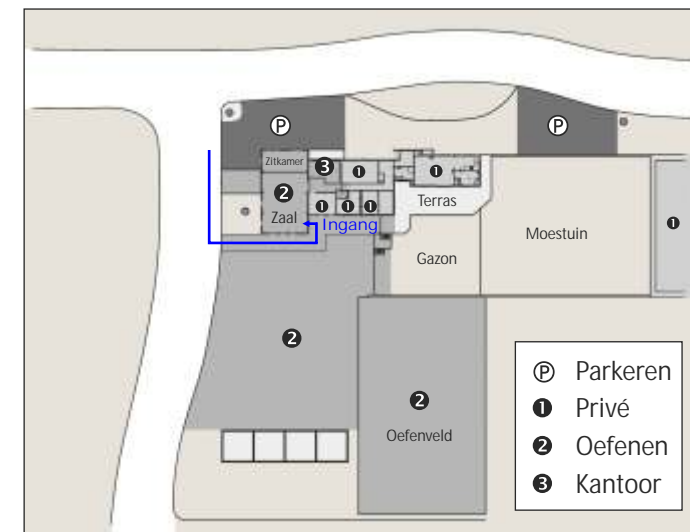 Ⓟ
Ⓟ
Zitkamer
❸
❶
❶
❷
Zaal
❶
❶
❶
Terras
Ingang
Moestuin
❶
Gazon
❷
❷
Oefenveld
Ⓟ Parkeren
❶ Privé
❷ Oefenen
❸ Kantoor